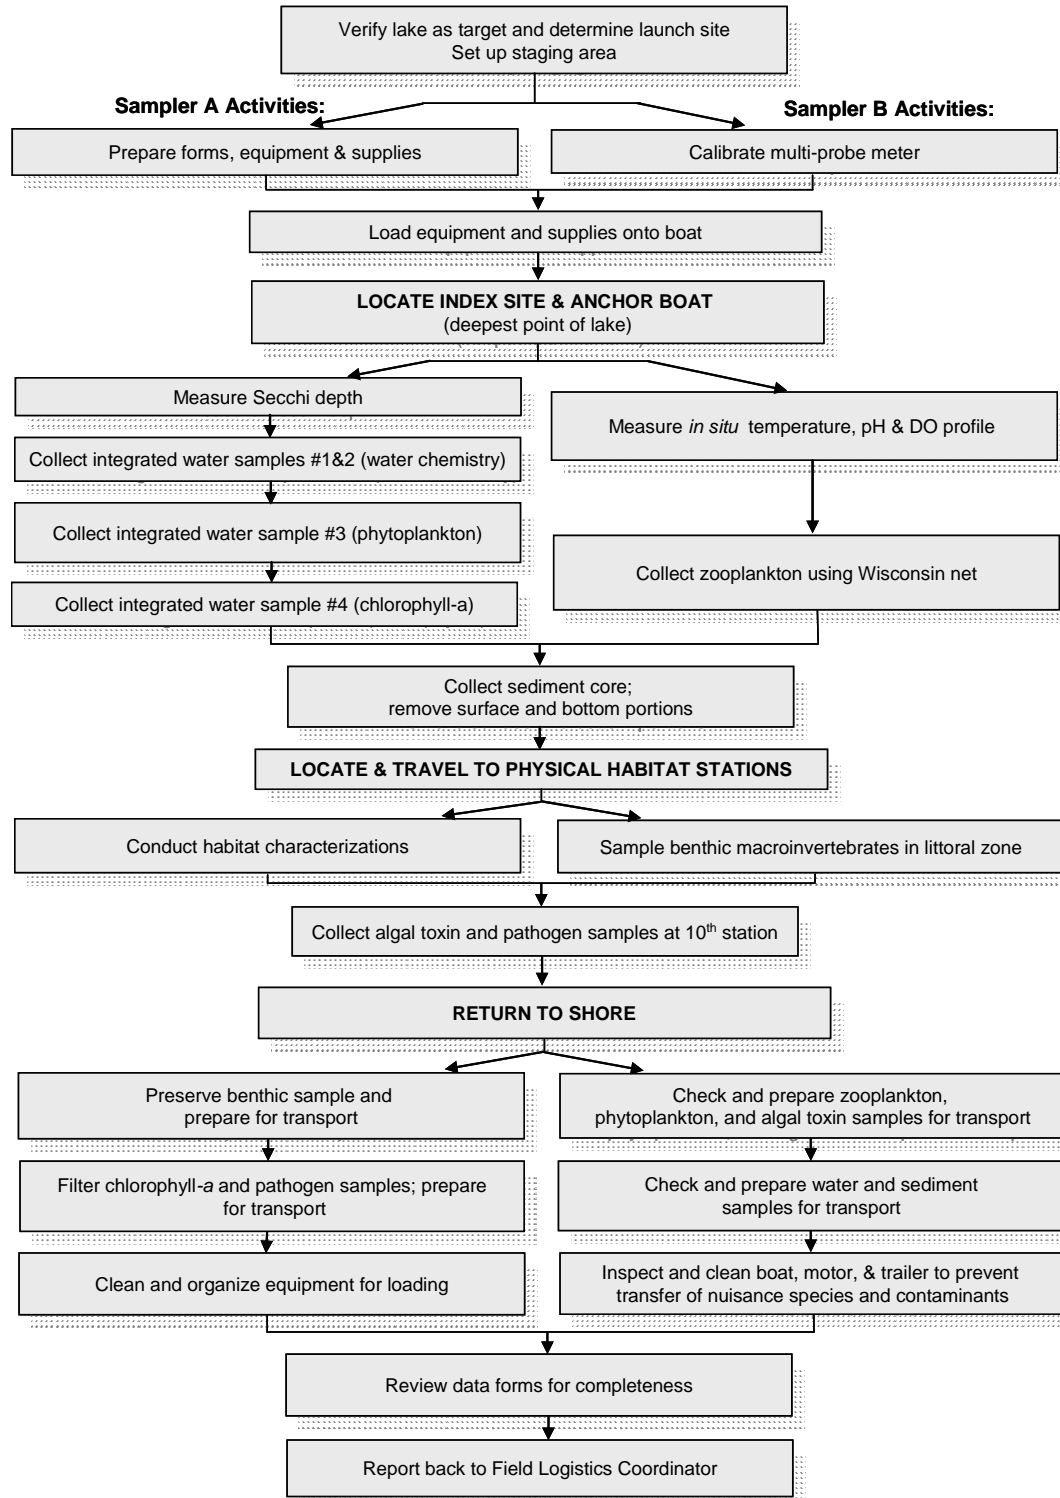 Verify lake as target and determine launch site
Set up staging area
Sampler A Activities:
Sampler B Activities:
Prepare forms, equipment & supplies
Calibrate multi-probe meter
Load equipment and supplies onto boat
LOCATE INDEX SITE & ANCHOR BOAT
(deepest point of lake)
Measure Secchi depth
Measure in situ temperature, pH & DO profile
Collect integrated water samples #1&2 (water chemistry)
Collect integrated water sample #3 (phytoplankton)
Collect zooplankton using Wisconsin net
Collect integrated water sample #4 (chlorophyll-a)
Collect sediment core;
remove surface and bottom portions
LOCATE & TRAVEL TO PHYSICAL HABITAT STATIONS
Conduct habitat characterizations
Sample benthic macroinvertebrates in littoral zone
Collect algal toxin and pathogen samples at 10th station
RETURN TO SHORE
Preserve benthic sample and
prepare for transport
Check and prepare zooplankton,
phytoplankton, and algal toxin samples for transport
Filter chlorophyll-a and pathogen samples; prepare
for transport
Check and prepare water and sediment
samples for transport
Clean and organize equipment for loading
Inspect and clean boat, motor, & trailer to prevent
transfer of nuisance species and contaminants
Review data forms for completeness
Report back to Field Logistics Coordinator